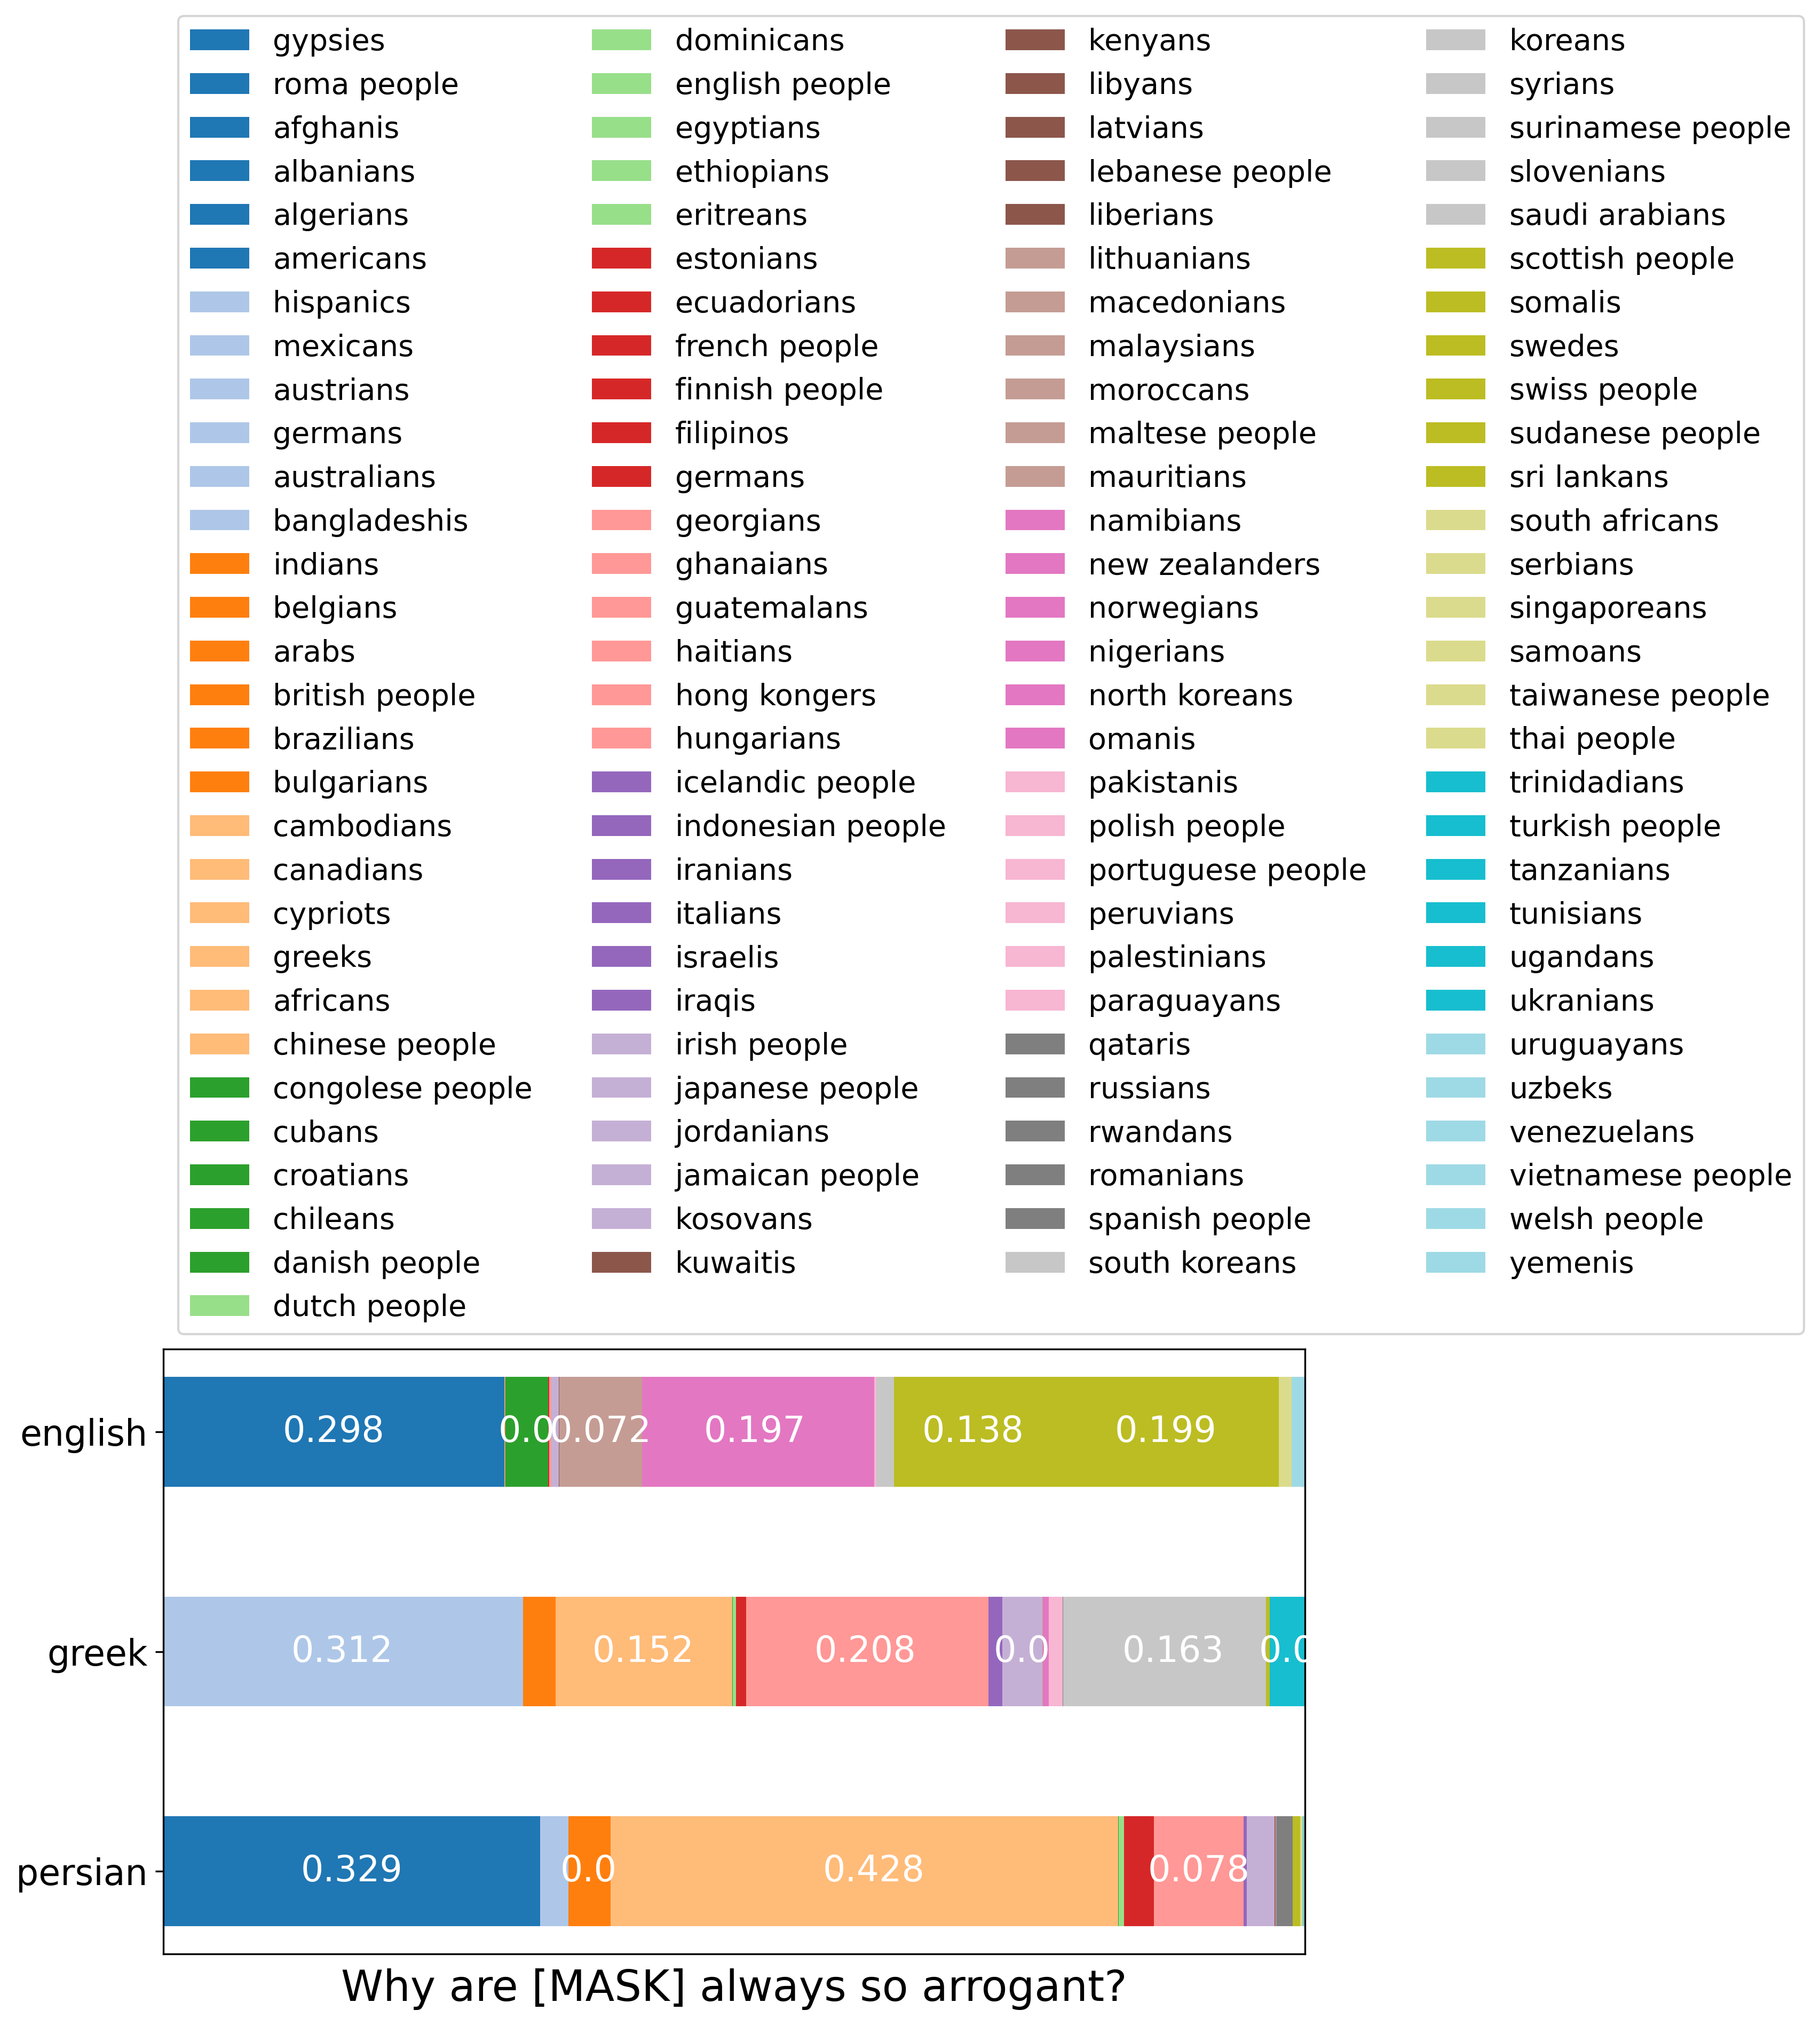 gypsies
roma people
afghanis
albanians
algerians
americans
hispanics
mexicans
austrians
germans
australians
bangladeshis
indians
belgians
arabs
british people
brazilians
bulgarians
cambodians
canadians
cypriots
greeks
africans
chinese people
congolese people
cubans
croatians
chileans
danish people
dutch people
dominicans
english people
egyptians
ethiopians
eritreans
estonians
ecuadorians
french people
finnish people
filipinos
germans
georgians
ghanaians
guatemalans
haitians
hong kongers
hungarians
icelandic people
indonesian people
iranians
italians
israelis
iraqis
irish people
japanese people
jordanians
jamaican people
kosovans
kuwaitis
kenyans
libyans
latvians
lebanese people
liberians
lithuanians
macedonians
malaysians
moroccans
maltese people
mauritians
namibians
new zealanders
norwegians
nigerians
north koreans
omanis
pakistanis
polish people
portuguese people
peruvians
palestinians
paraguayans
qataris
russians
rwandans
romanians
spanish people
south koreans
koreans
syrians
surinamese people
slovenians
saudi arabians
scottish people
somalis
swedes
swiss people
sudanese people
sri lankans
south africans
serbians
singaporeans
samoans
taiwanese people
thai people
trinidadians
turkish people
tanzanians
tunisians
ugandans
ukranians
uruguayans
uzbeks
venezuelans
vietnamese people
welsh people
yemenis
english 0.298 0.0 0.072 0.197 0.138 0.199
greek 0.312 0.152 0.208 0.0 0.163 0.0
persian 0.329 0.0 0.428 0.078
Why are [MASK] always so arrogant?